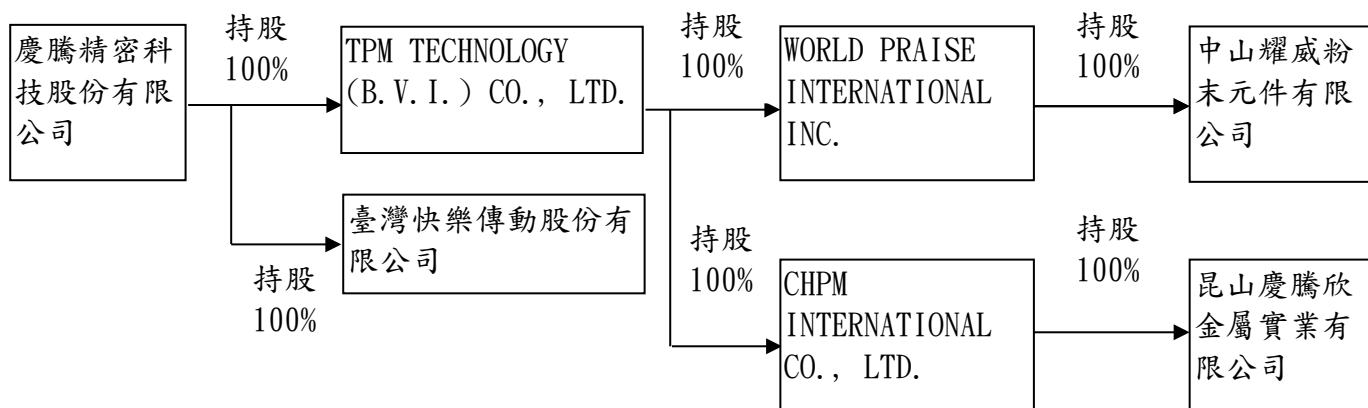 慶騰精密科
技股份有限
公司
持股
100%
TPM TECHNOLOGY
(B.V.I.) CO., LTD.
持股
100%
WORLD PRAISE
INTERNATIONAL
INC.
持股
100%
中山耀威粉
末元件有限
公司
持股
100%
臺灣快樂傳動股份有
限公司
持股
100%
CHPM
INTERNATIONAL
CO., LTD.
持股
100%
昆山慶騰欣
金屬實業有
限公司